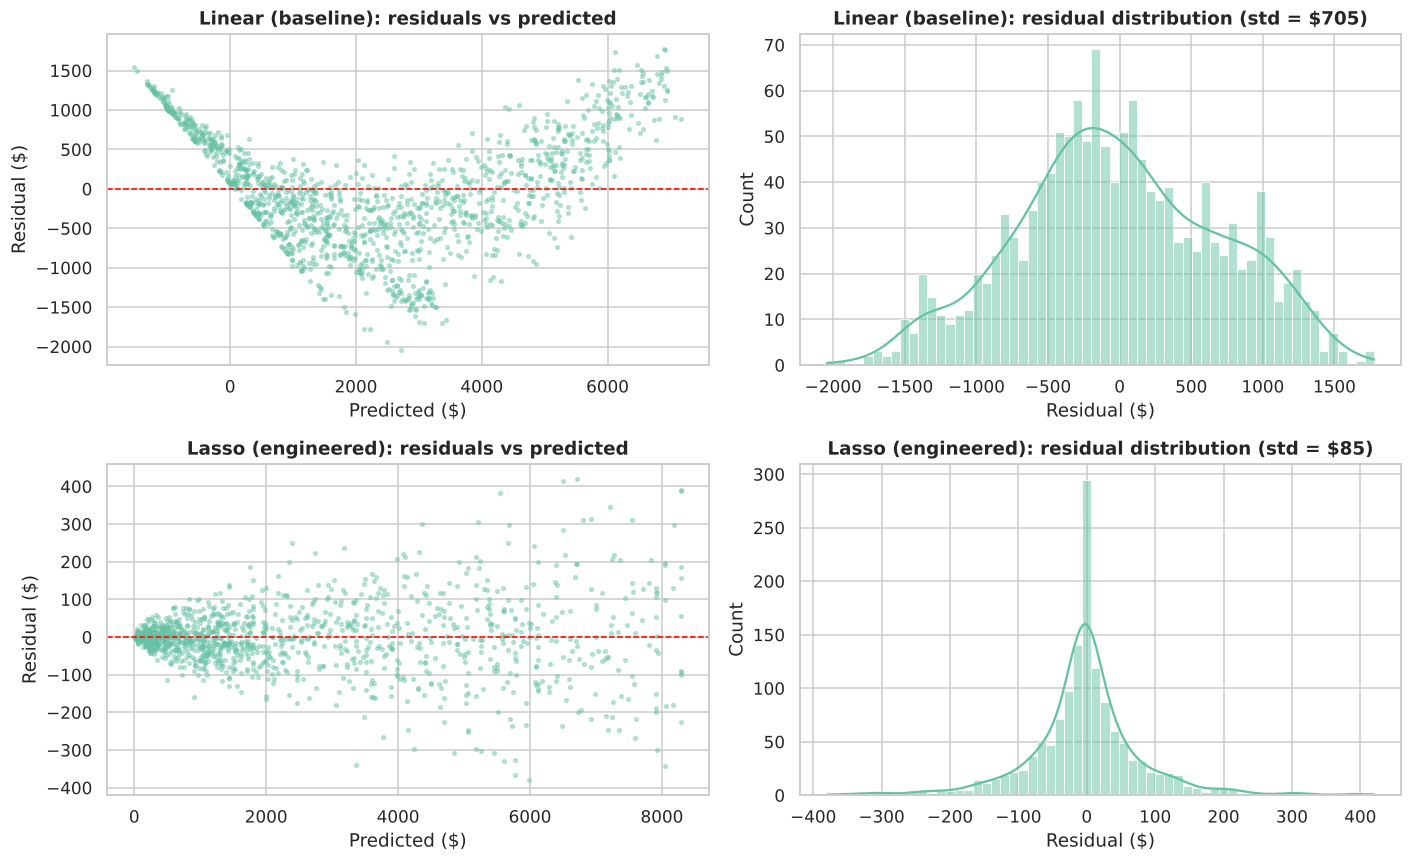 Linear (baseline): residuals vs predicted
1500
1000
500
0
−500
−1000
−1500
−2000
Residual ($)
0 2000 4000 6000
Predicted ($)
Linear (baseline): residual distribution (std = $705)
70
60
50
40
30
20
10
0
Count
−2000 −1500 −1000 −500 0 500 1000 1500
Residual ($)
Lasso (engineered): residuals vs predicted
400
300
200
100
0
−100
−200
−300
−400
Residual ($)
0 2000 4000 6000 8000
Predicted ($)
Lasso (engineered): residual distribution (std = $85)
300
250
200
150
100
50
0
Count
−400 −300 −200 −100 0 100 200 300 400
Residual ($)